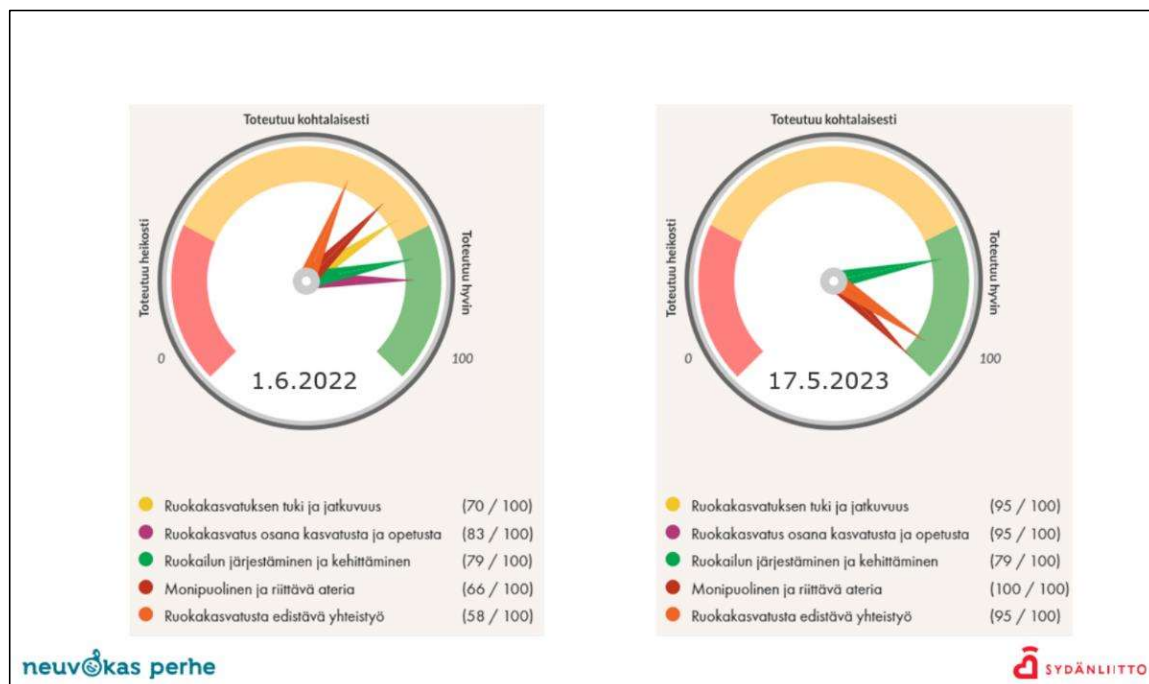 Toteutuu kohtalaisesti
Toteutuu heikosti
Toteutuu hyvin
0
100
1.6.2022
Ruokakasvatuksen tuki ja jatkuvuus (70 / 100)
Ruokakasvatus osana kasvatusta ja opetusta (83 / 100)
Ruokailun järjestäminen ja kehittäminen (79 / 100)
Monipuolinen ja riittävä ateria (66 / 100)
Ruokakasvatusta edistävä yhteistyö (58 / 100)
Toteutuu kohtalaisesti
Toteutuu heikosti
Toteutuu hyvin
0
100
17.5.2023
Ruokakasvatuksen tuki ja jatkuvuus (95 / 100)
Ruokakasvatus osana kasvatusta ja opetusta (95 / 100)
Ruokailun järjestäminen ja kehittäminen (79 / 100)
Monipuolinen ja riittävä ateria (100 / 100)
Ruokakasvatusta edistävä yhteistyö (95 / 100)
neuvokas perhe
SYDÄNLIITTO